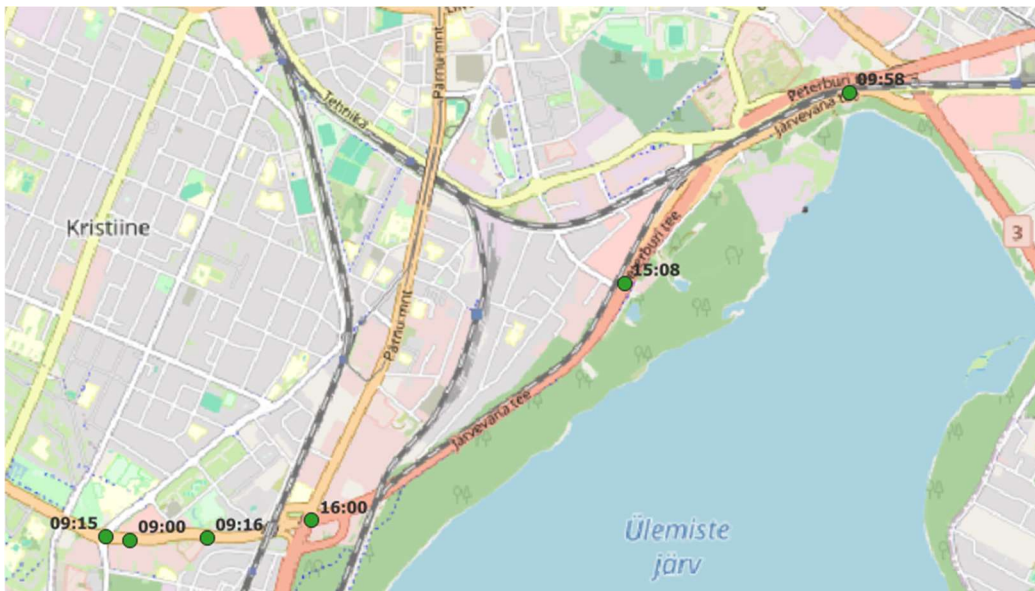 Pärnu mnt
Tehnika
Peterburi
09:58
Järvevana
Kristiine
3
Peterburi tee
15:08
Pärnu mnt
Järvevana tee
09:15
09:00
09:16
16:00
Ülemiste
järv